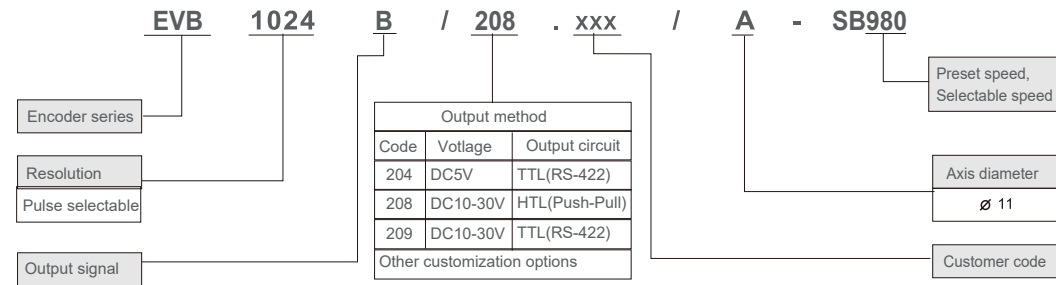 EVB 1024 B / 208 . xxx / A - SB980
Preset speed,
Selectable speed
Encoder series
Output method
Code Votlage Output circuit
204 DC5V TTL(RS-422)
208 DC10-30V HTL(Push-Pull)
209 DC10-30V TTL(RS-422)
Other customization options
Resolution
Pulse selectable
Axis diameter
ø 11
Output signal
Customer code